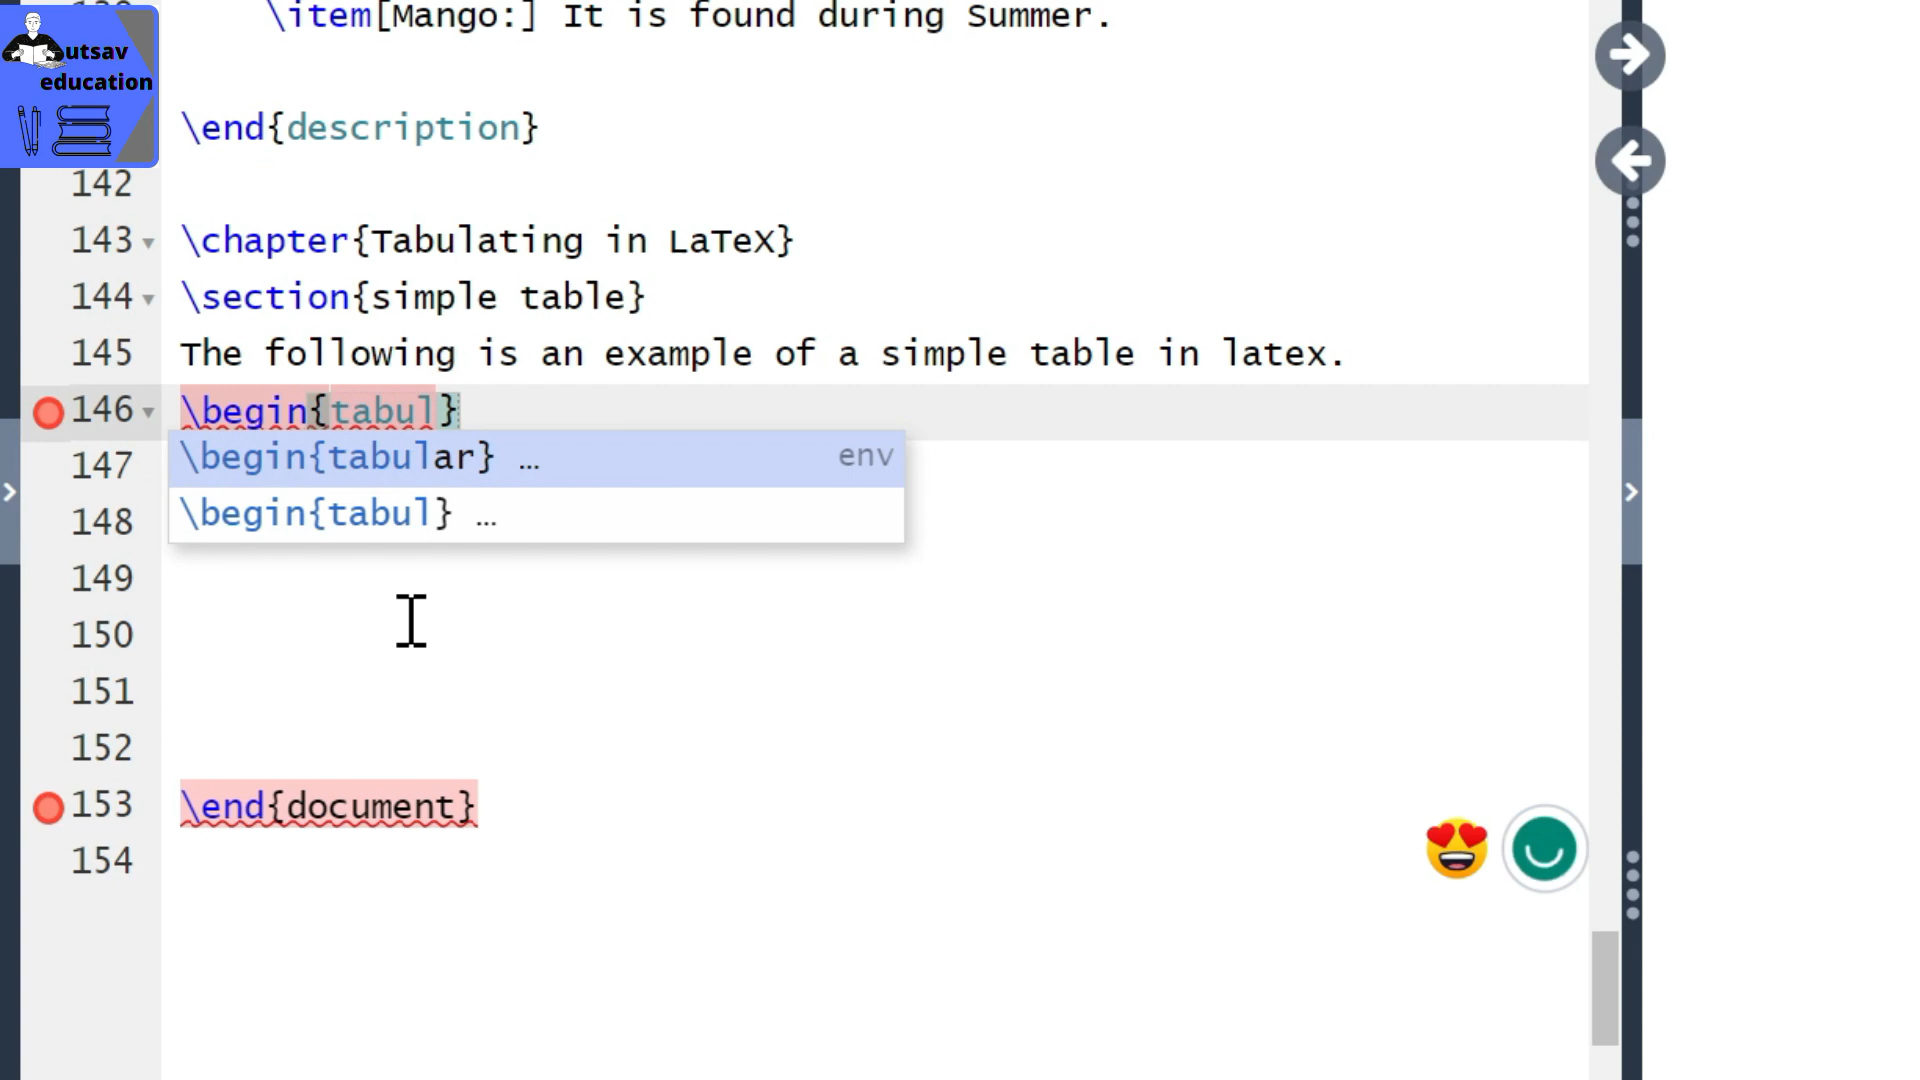 utsav
education
\item[Mango:] It is found during Summer.
\end{description}
142
143 \chapter{Tabulating in LaTeX}
144 \section{simple table}
145 The following is an example of a simple table in latex.
146 \begin{tabul}
147 \begin{tabular} … env
148 \begin{tabul} …
149
150
151
152
153 \end{document}
154